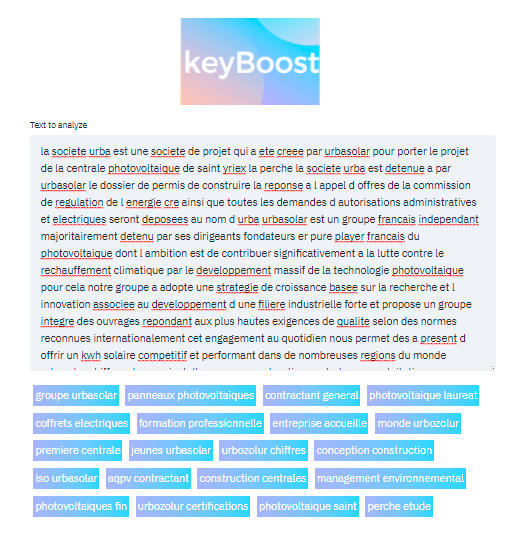 keyBoost
Text to analyze
la societe urba est une societe de projet qui a ete creee par urbasolar pour porter le projet
de la centrale photovoltaique de saint yriex la perche la societe urba est detenue a par
urbasolar le dossier de permis de construire la reponse a l appel d offres de la commission
de regulation de l energie cre ainsi que toutes les demandes d autorisations administratives
et electriques seront deposees au nom d urba urbasolar est un groupe francais independant
majoritairement detenu par ses dirigeants fondateurs er pure player francais du
photovoltaique dont l ambition est de contribuer significativement a la lutte contre le
rechauffement climatique par le developpement massif de la technologie photovoltaique
pour cela notre groupe a adopte une strategie de croissance basee sur la recherche et l
innovation associee au developpement d une filiere industrielle forte et propose un groupe
integre des ouvrages repondant aux plus hautes exigences de qualite selon des normes
reconnues internationalement cet engagement au quotidien nous permet des a present d
offrir un kwh solaire competitif et performant dans de nombreuses regions du monde
groupe urbasolar panneaux photovoltaiques contractant general photovoltaique laureat
coffrets electriques formation professionnelle entreprise accueille monde urbozolur
premiere centrale jeunes urbasolar urbozolur chiffres conception construction
iso urbasolar aqpv contractant construction centrales management environnemental
photovoltaiques fin urbozolur certifications photovoltaique saint perche etude